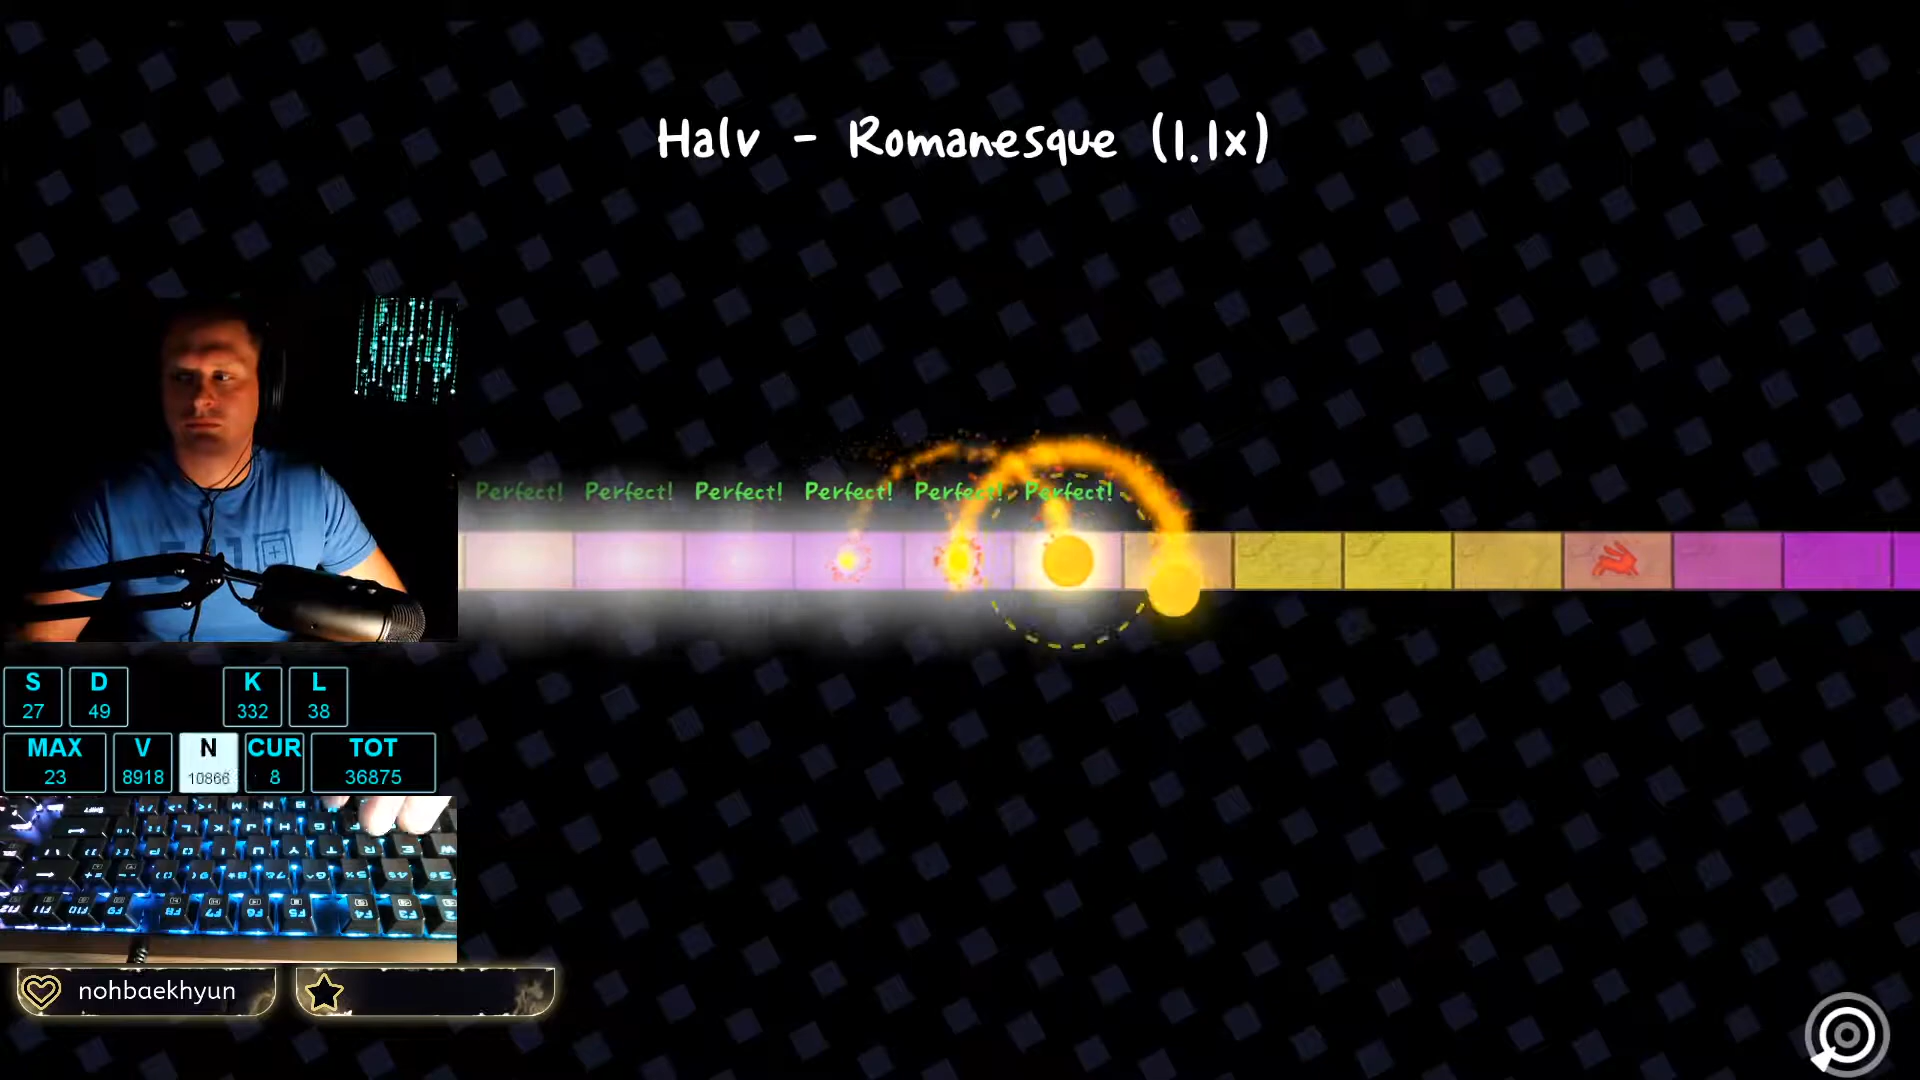 Halv - Romanesque (1.1x)
Perfect! Perfect! Perfect! Perfect! Perfect! Perfect!
S D K L
27 49 332 38
MAX V N CUR TOT
23 8918 10866 8 36875
nohbaekhyun